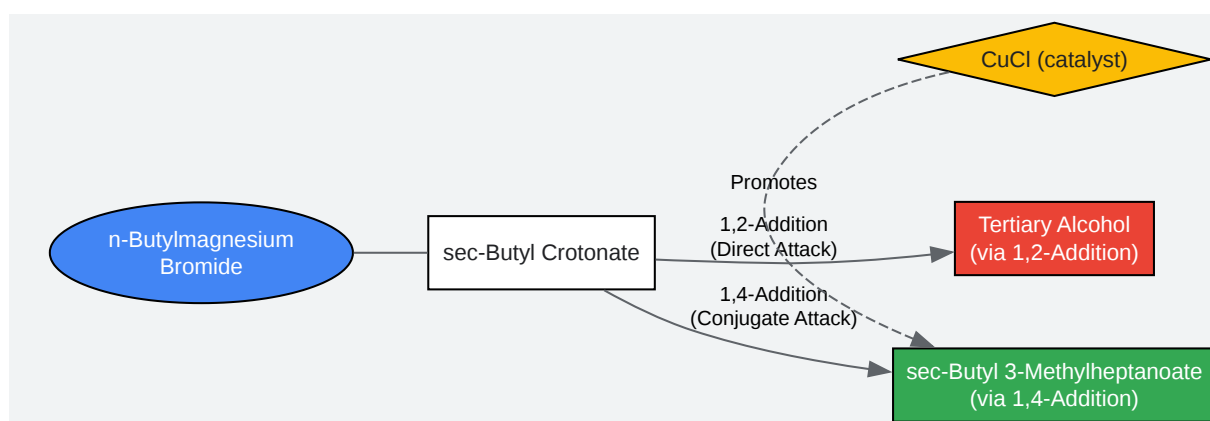 CuCl (catalyst)
Promotes
n-Butylmagnesium
Bromide
sec-Butyl Crotonate
1,2-Addition
(Direct Attack)
Tertiary Alcohol
(via 1,2-Addition)
1,4-Addition
(Conjugate Attack)
sec-Butyl 3-Methylheptanoate
(via 1,4-Addition)